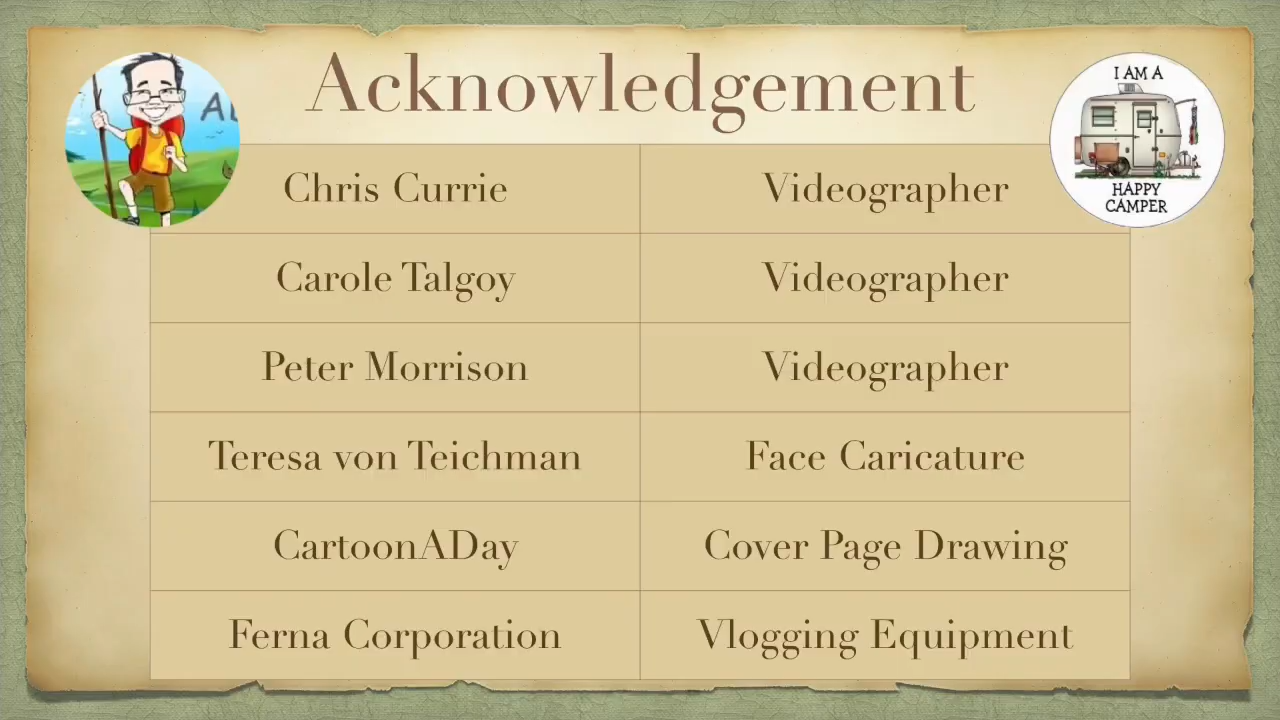 Acknowledgement
I AM A
HAPPY
CAMPER
Chris Currie Videographer
Carole Talgoy Videographer
Peter Morrison Videographer
Teresa von Teichman Face Caricature
CartoonADay Cover Page Drawing
Ferna Corporation Vlogging Equipment